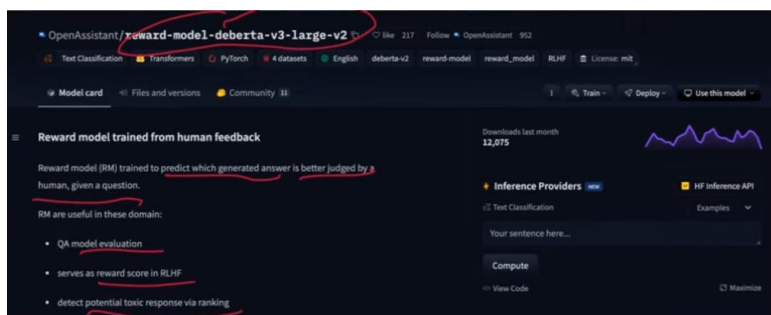 OpenAssistant/reward-model-deberta-v3-large-v2 like 217 Follow OpenAssistant 952
Text Classification Transformers PyTorch 4 datasets English deberta-v2 reward-model reward_model RLHF License: mit
Model card Files and versions Community 11 Train Deploy Use this model
Reward model trained from human feedback
Reward model (RM) trained to predict which generated answer is better judged by a
human, given a question.
RM are useful in these domain:
• QA model evaluation
• serves as reward score in RLHF
• detect potential toxic response via ranking
Downloads last month
12,075
Inference Providers NEW HF Inference API
Text Classification Examples
Your sentence here...
Compute
View Code Maximize